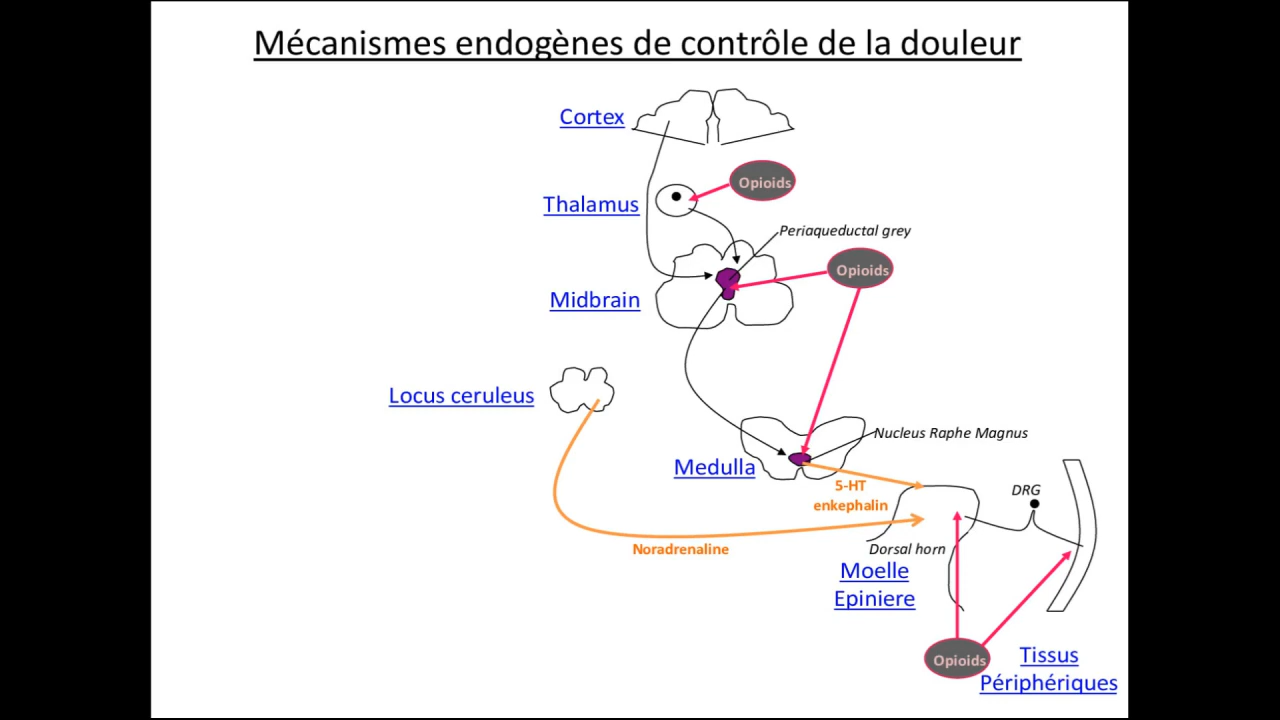 Mécanismes endogènes de contrôle de la douleur
Cortex
Opioids
Thalamus
Periaqueductal grey
Opioids
Midbrain
Locus ceruleus
Nucleus Raphe Magnus
Medulla
5-HT
enkephalin
DRG
Noradrenaline
Dorsal horn
Moelle
Epiniere
Opioids
Tissus
Périphériques